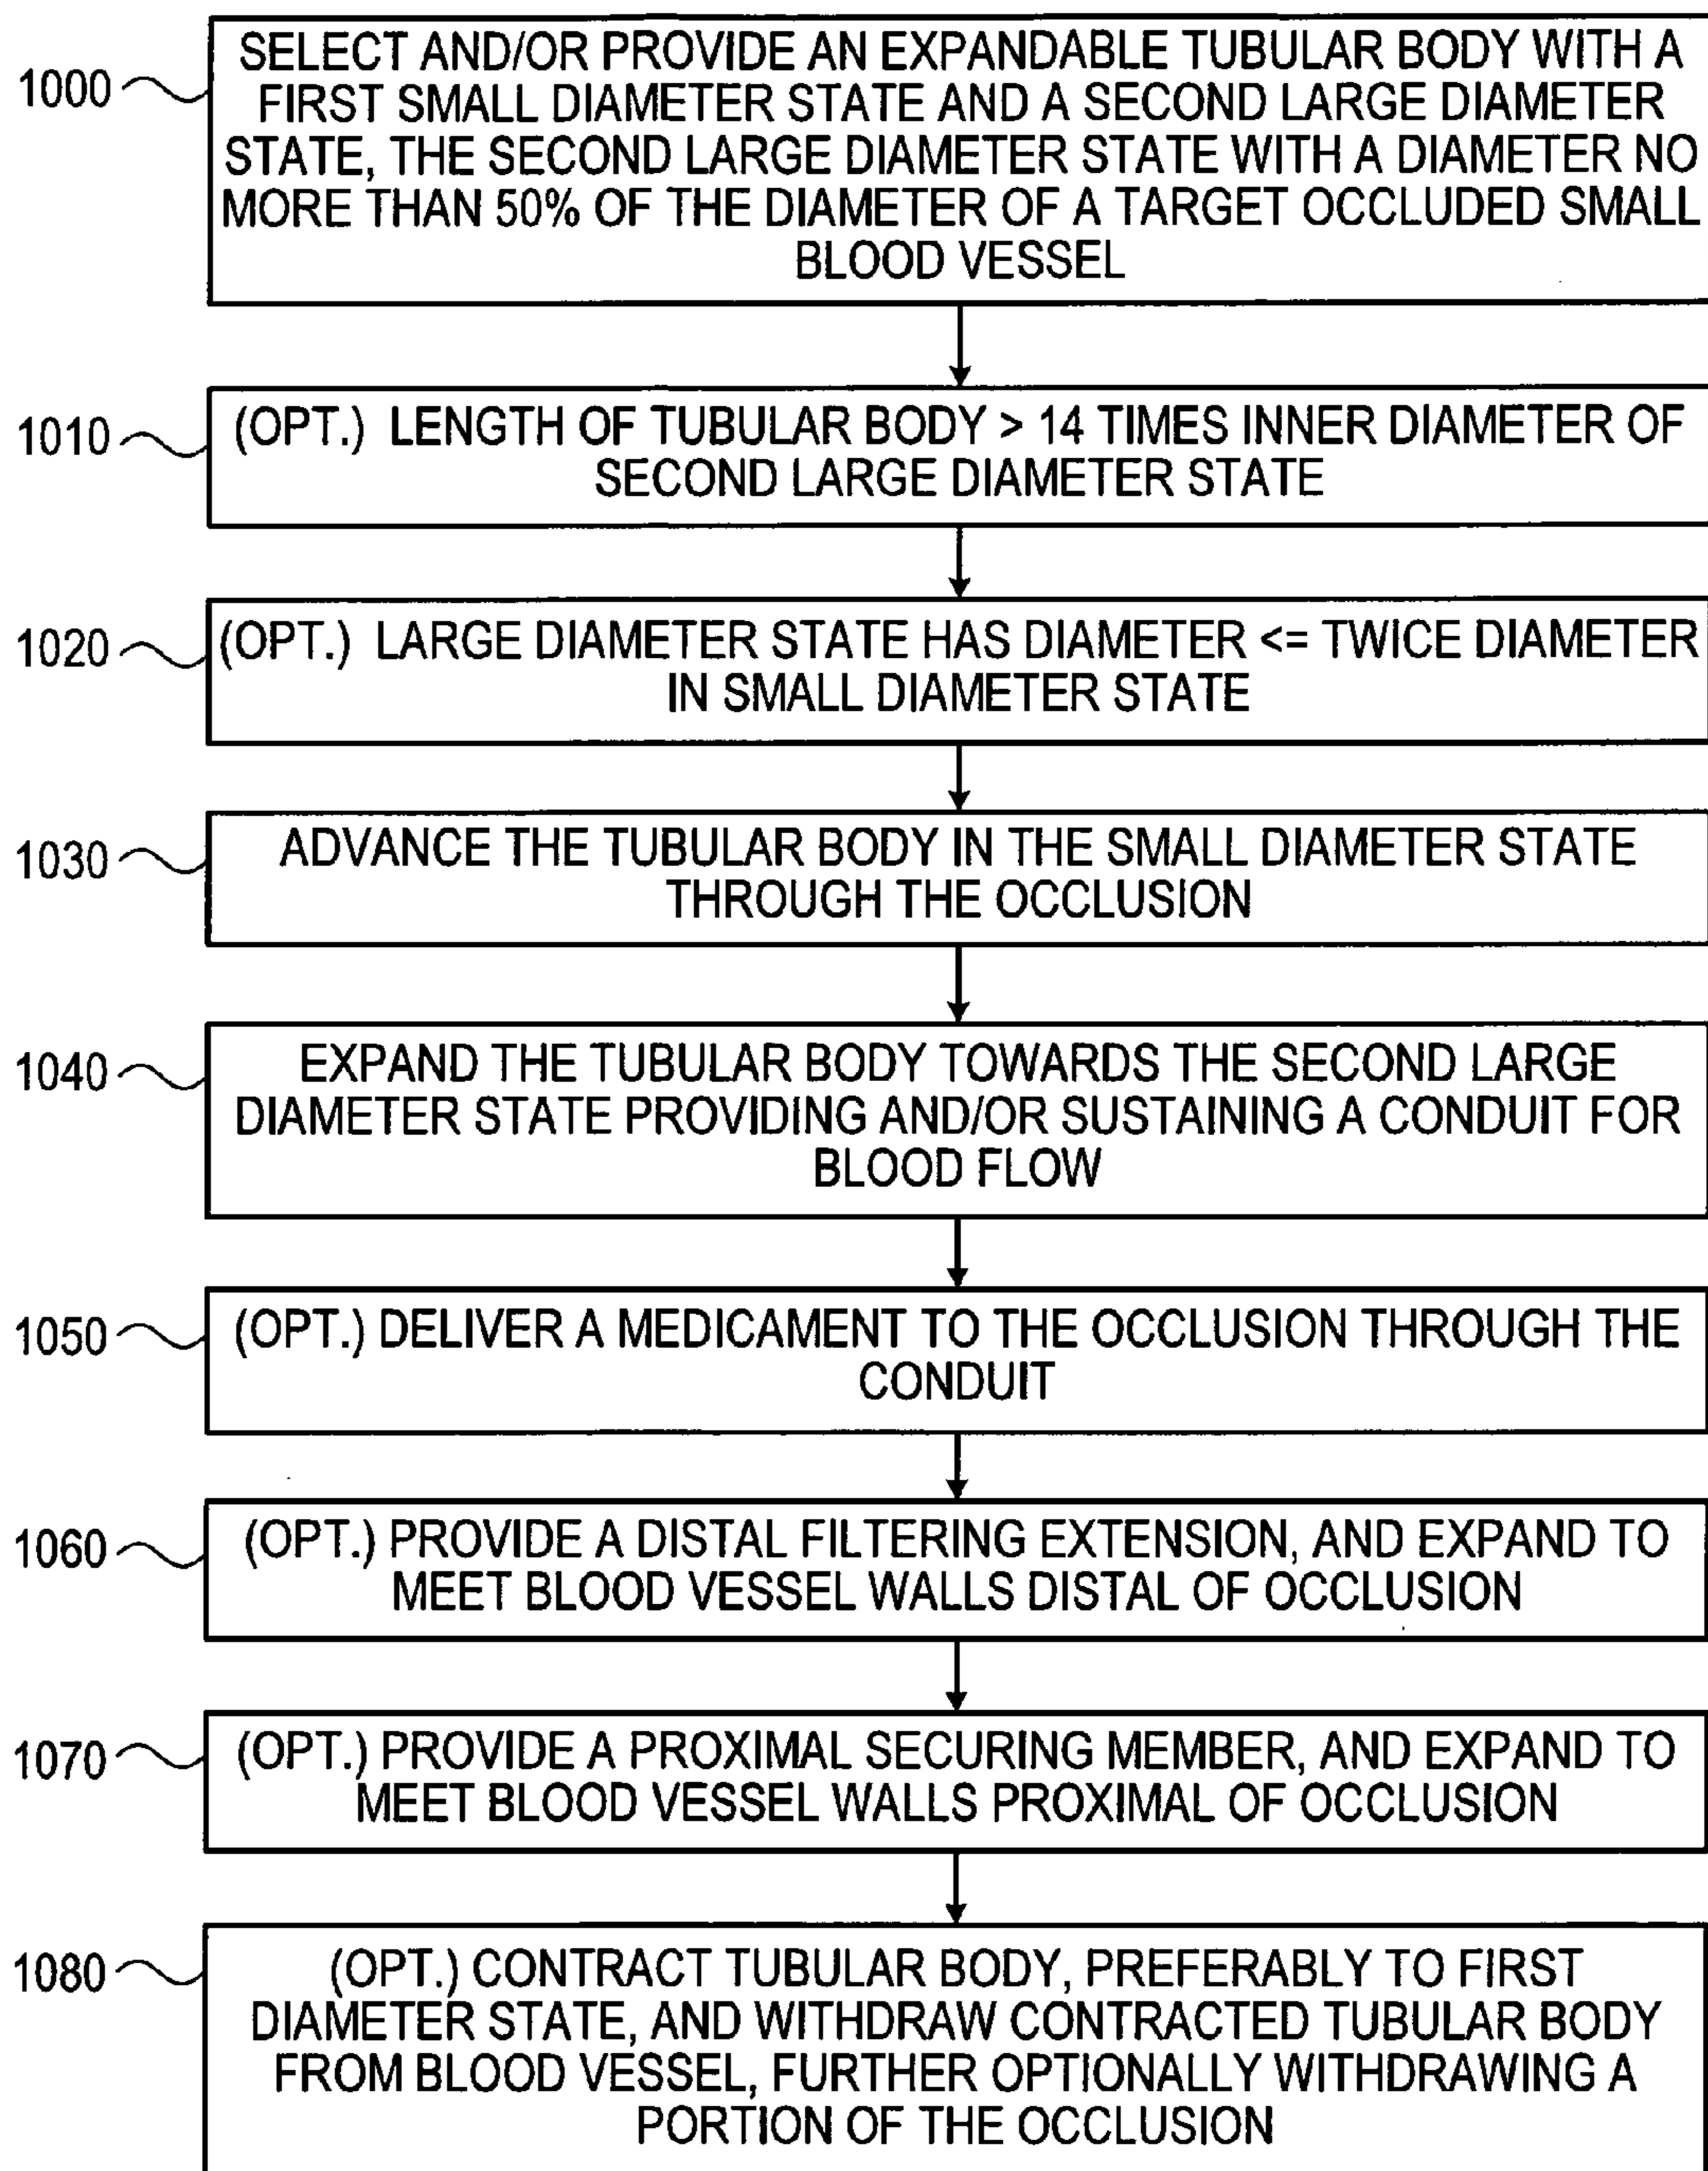 1000
SELECT AND/OR PROVIDE AN EXPANDABLE TUBULAR BODY WITH A
FIRST SMALL DIAMETER STATE AND A SECOND LARGE DIAMETER
STATE, THE SECOND LARGE DIAMETER STATE WITH A DIAMETER NO
MORE THAN 50% OF THE DIAMETER OF A TARGET OCCLUDED SMALL
BLOOD VESSEL
1010
(OPT.) LENGTH OF TUBULAR BODY > 14 TIMES INNER DIAMETER OF
SECOND LARGE DIAMETER STATE
1020
(OPT.) LARGE DIAMETER STATE HAS DIAMETER <= TWICE DIAMETER
IN SMALL DIAMETER STATE
1030
ADVANCE THE TUBULAR BODY IN THE SMALL DIAMETER STATE
THROUGH THE OCCLUSION
1040
EXPAND THE TUBULAR BODY TOWARDS THE SECOND LARGE
DIAMETER STATE PROVIDING AND/OR SUSTAINING A CONDUIT FOR
BLOOD FLOW
1050
(OPT.) DELIVER A MEDICAMENT TO THE OCCLUSION THROUGH THE
CONDUIT
1060
(OPT.) PROVIDE A DISTAL FILTERING EXTENSION, AND EXPAND TO
MEET BLOOD VESSEL WALLS DISTAL OF OCCLUSION
1070
(OPT.) PROVIDE A PROXIMAL SECURING MEMBER, AND EXPAND TO
MEET BLOOD VESSEL WALLS PROXIMAL OF OCCLUSION
1080
(OPT.) CONTRACT TUBULAR BODY, PREFERABLY TO FIRST
DIAMETER STATE, AND WITHDRAW CONTRACTED TUBULAR BODY
FROM BLOOD VESSEL, FURTHER OPTIONALLY WITHDRAWING A
PORTION OF THE OCCLUSION